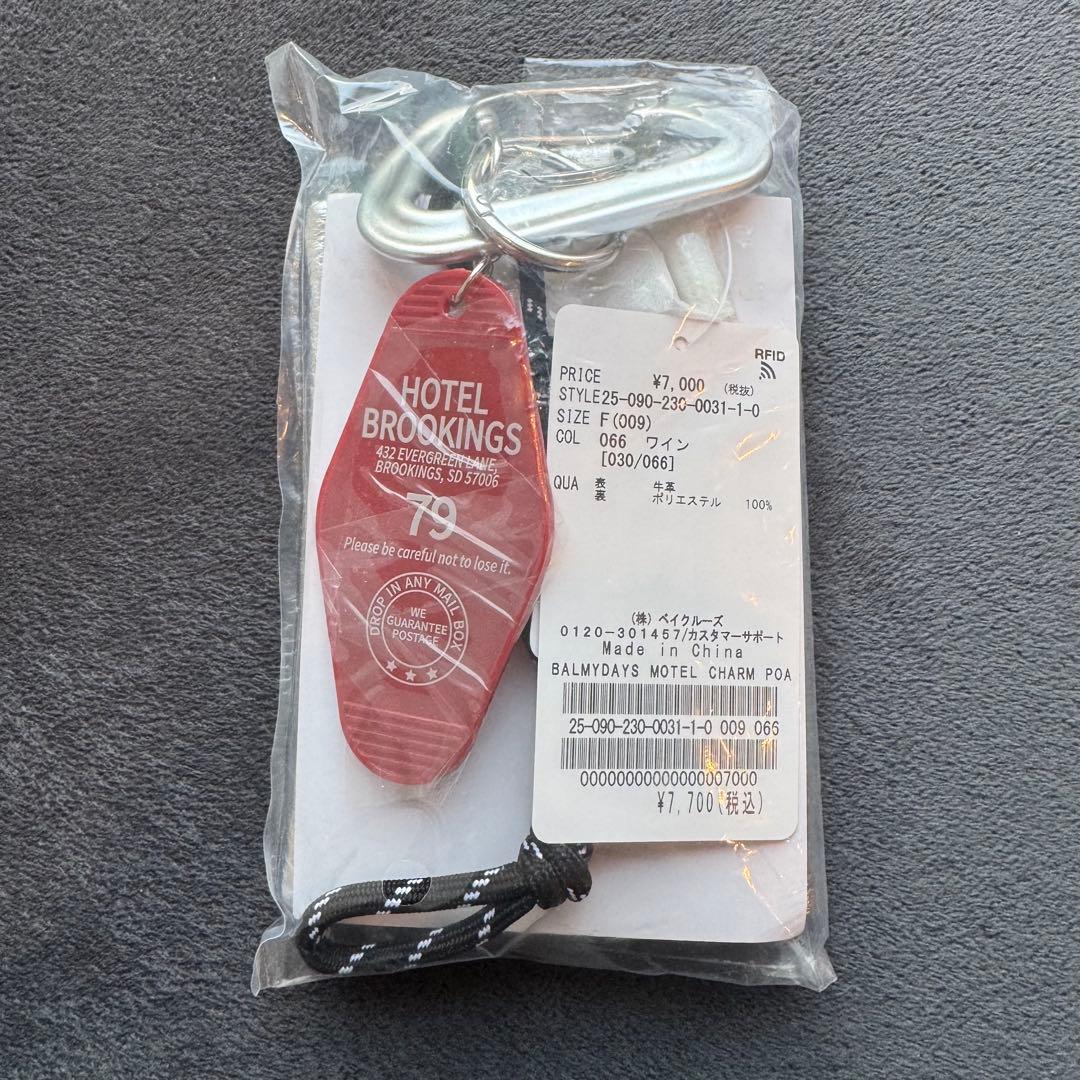 HOTEL
BROOKINGS
432 EVERGREEN LANE,
BROOKINGS, SD 57006
79
Please be careful not to lose it.
DROP IN ANY MAIL BOX
WE
GUARANTEE
POSTAGE
RFID
PRICE ¥7,000 (税抜)
STYLE25-090-230-0031-1-0
SIZE F(009)
COL 066 ワイン
[030/066]
QUA 表 牛革
裏 ポリエステル 100%
(株) ベイクルーズ
0120-301457/カスタマーサポート
Made in China
BALMYDAYS MOTEL CHARM POA
25-090-230-0031-1-0 009 066
00000000000000007000
¥7,700(税込)